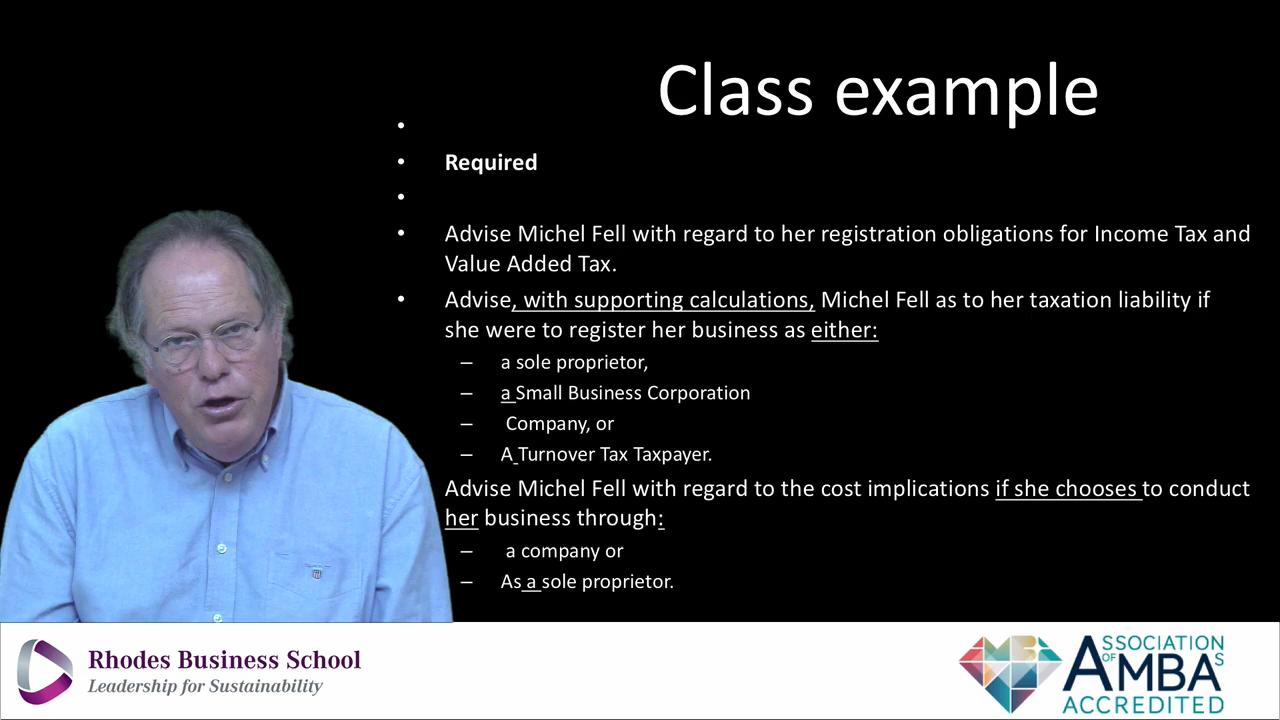 Class example
•
• Required
•
• Advise Michel Fell with regard to her registration obligations for Income Tax and
Value Added Tax.
• Advise, with supporting calculations, Michel Fell as to her taxation liability if
she were to register her business as either:
– a sole proprietor,
– a Small Business Corporation
– Company, or
– A Turnover Tax Taxpayer.
Advise Michel Fell with regard to the cost implications if she chooses to conduct
her business through:
– a company or
– As a sole proprietor.
Rhodes Business School
Leadership for Sustainability
ASSOCIATION
OF AMBAS
ACCREDITED